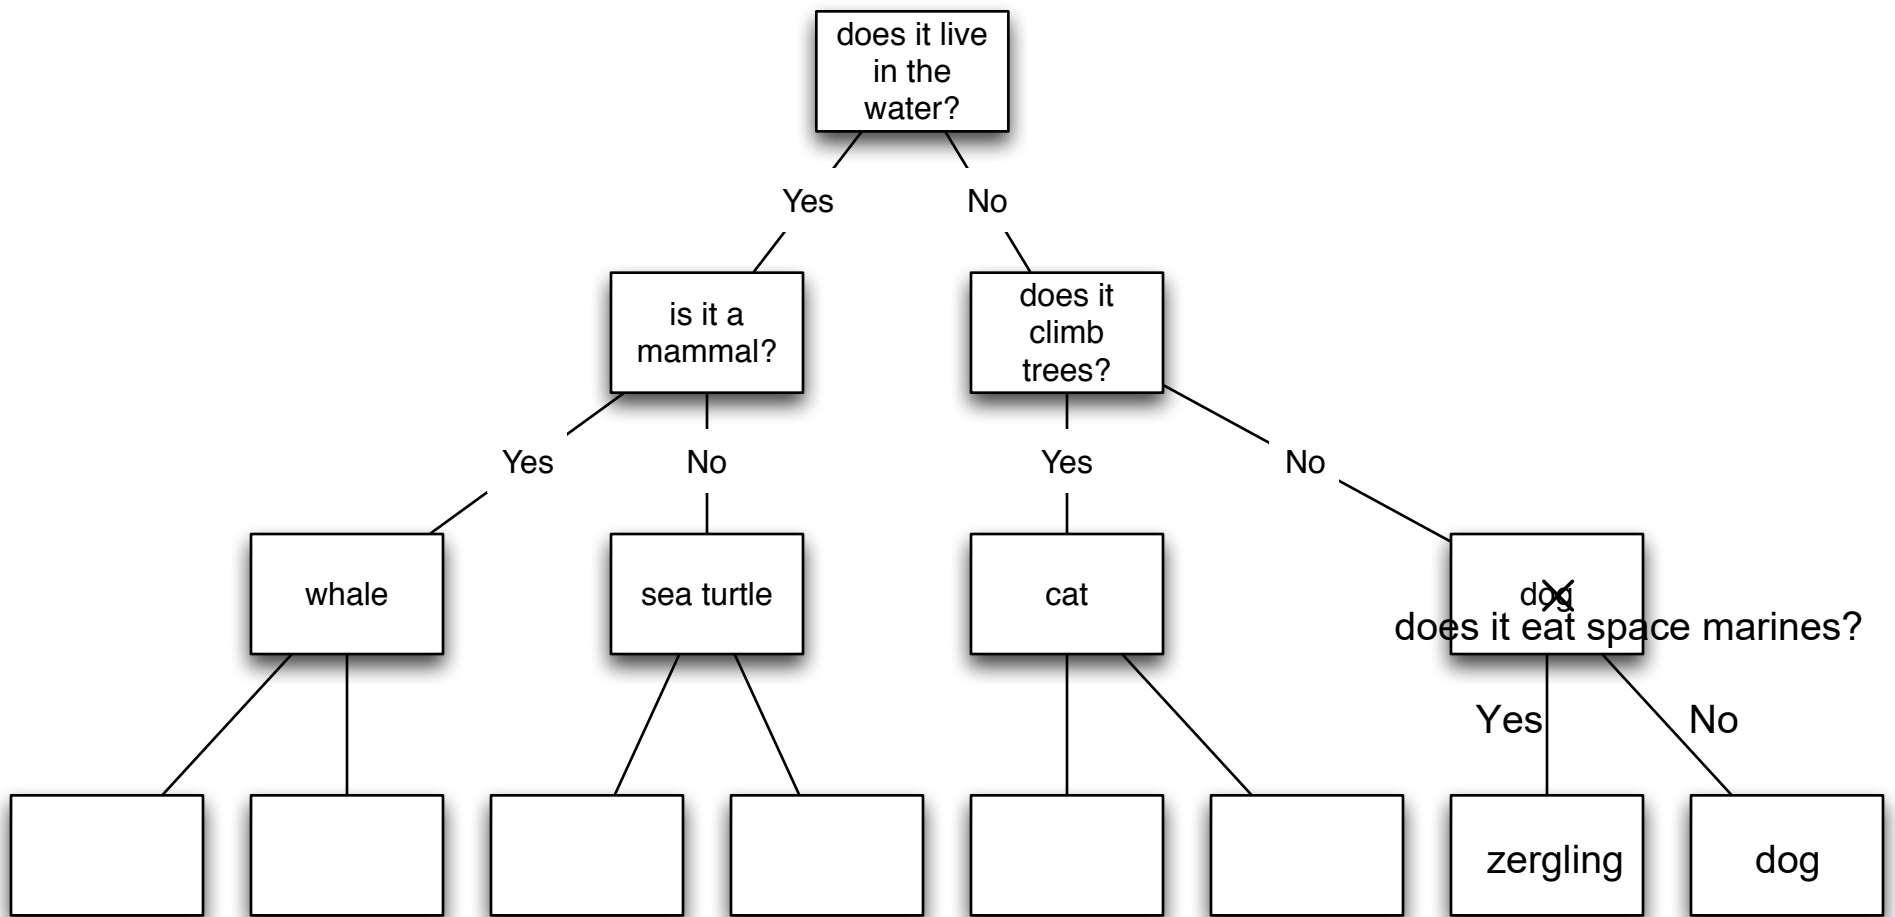 does it live
in the
water?
Yes
No
is it a
mammal?
does it
climb
trees?
Yes
No
Yes
No
whale
sea turtle
cat
dog
does it eat space marines?
Yes
No
zergling
dog